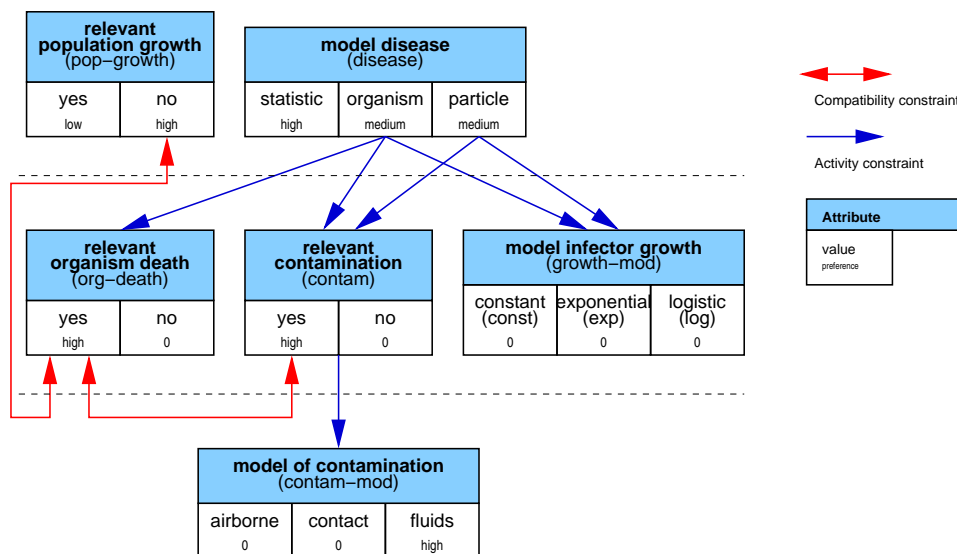 relevant
population growth
(pop−growth)
yes
no
low
high
model disease
(disease)
statistic
organism
particle
high
medium
medium
Compatibility constraint
Activity constraint
Attribute
value
preference
relevant
organism death
(org−death)
yes
no
high
0
relevant
contamination
(contam)
yes
no
high
0
model infector growth
(growth−mod)
constant
(const)
exponential
(exp)
logistic
(log)
0
0
0
model of contamination
(contam−mod)
airborne
contact
fluids
0
0
high